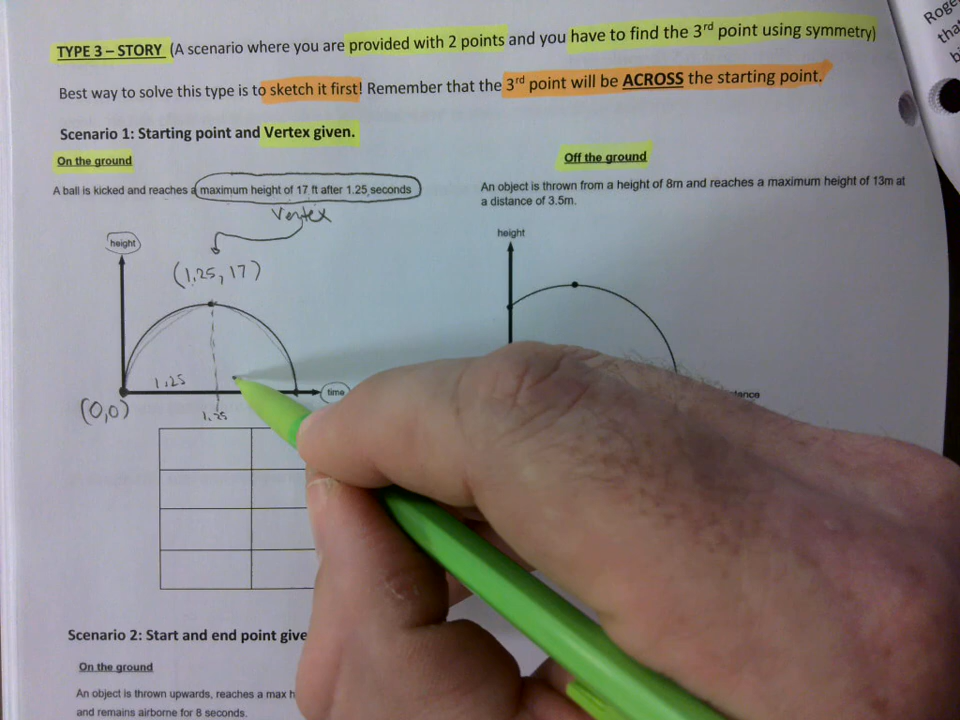 TYPE 3 – STORY (A scenario where you are provided with 2 points and you have to find the 3rd point using symmetry)
Best way to solve this type is to sketch it first! Remember that the 3rd point will be ACROSS the starting point.
Scenario 1: Starting point and Vertex given.
On the ground
A ball is kicked and reaches a maximum height of 17 ft after 1.25 seconds
Vertex
height
(1.25, 17)
1.25
time
(0,0)
1.25
Off the ground
An object is thrown from a height of 8m and reaches a maximum height of 13m at
a distance of 3.5m.
height
Scenario 2: Start and end point
On the ground
An object is thrown upwards, reaches a max
and remains airborne for 8 seconds.